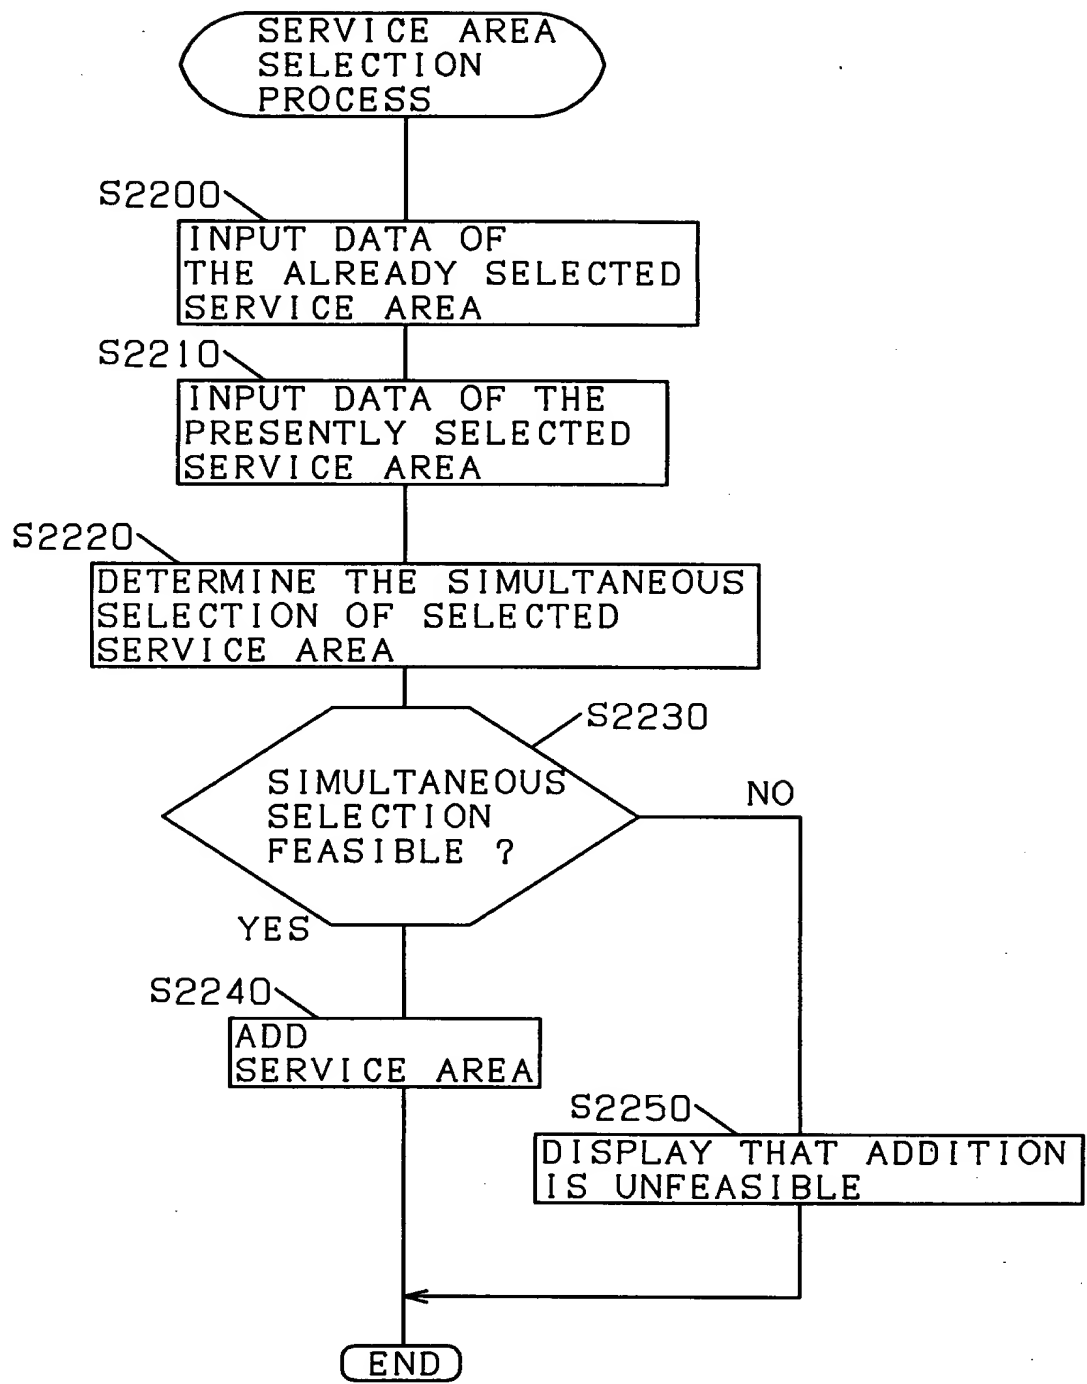 SERVICE AREA
SELECTION
PROCESS
S2200
INPUT DATA OF
THE ALREADY SELECTED
SERVICE AREA
S2210
INPUT DATA OF THE
PRESENTLY SELECTED
SERVICE AREA
S2220
DETERMINE THE SIMULTANEOUS
SELECTION OF SELECTED
SERVICE AREA
S2230
SIMULTANEOUS
SELECTION
FEASIBLE ?
NO
YES
S2240
ADD
SERVICE AREA
S2250
DISPLAY THAT ADDITION
IS UNFEASIBLE
END